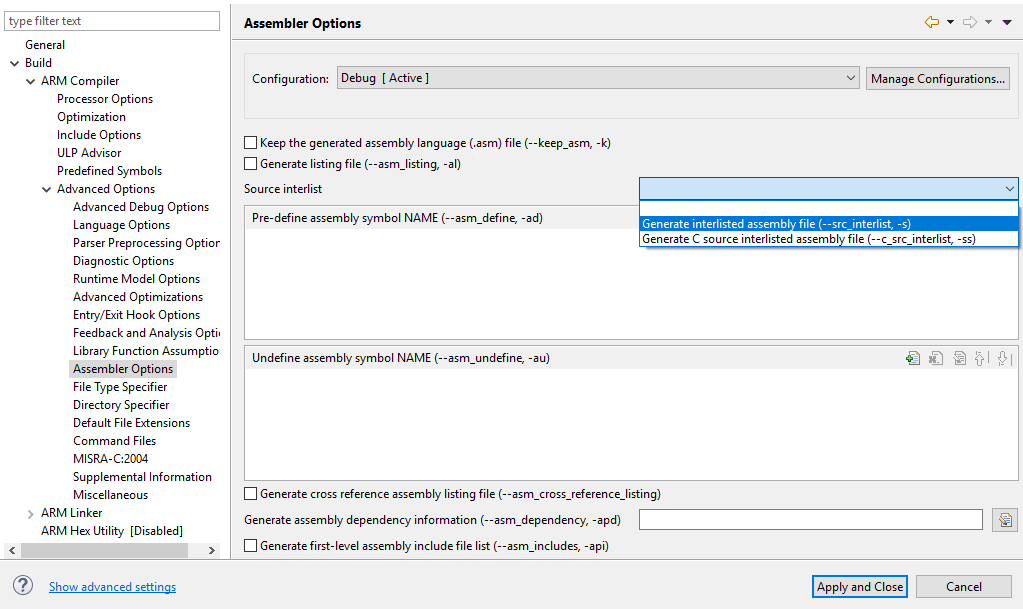 type filter text
General
Build
ARM Compiler
Processor Options
Optimization
Include Options
ULP Advisor
Predefined Symbols
Advanced Options
Advanced Debug Options
Language Options
Parser Preprocessing Option
Diagnostic Options
Runtime Model Options
Advanced Optimizations
Entry/Exit Hook Options
Feedback and Analysis Opti
Library Function Assumptio
Assembler Options
File Type Specifier
Directory Specifier
Default File Extensions
Command Files
MISRA-C:2004
Supplemental Information
Miscellaneous
ARM Linker
ARM Hex Utility [Disabled]
Assembler Options
Configuration: Debug [ Active ] Manage Configurations...
Keep the generated assembly language (.asm) file (--keep_asm, -k)
Generate listing file (--asm_listing, -al)
Source interlist
Generate interlisted assembly file (--src_interlist, -s)
Generate C source interlisted assembly file (--c_src_interlist, -ss)
Pre-define assembly symbol NAME (--asm_define, -ad)
Undefine assembly symbol NAME (--asm_undefine, -au)
Generate cross reference assembly listing file (--asm_cross_reference_listing)
Generate assembly dependency information (--asm_dependency, -apd)
Generate first-level assembly include file list (--asm_includes, -api)
Show advanced settings
Apply and Close Cancel